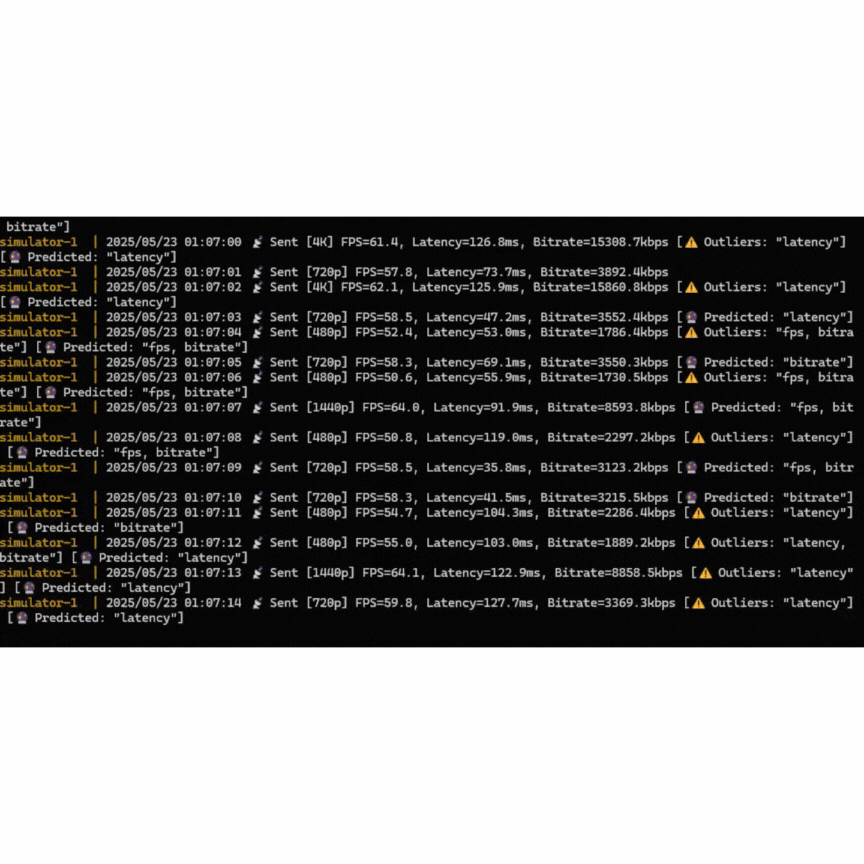 bitrate"]
simulator-1  | 2025/05/23 01:07:00 📡 Sent [4K] FPS=61.4, Latency=126.8ms, Bitrate=15308.7kbps [⚠️ Outliers: "latency"]
[🔮 Predicted: "latency"]
simulator-1  | 2025/05/23 01:07:01 📡 Sent [720p] FPS=57.8, Latency=73.7ms, Bitrate=3892.4kbps
simulator-1  | 2025/05/23 01:07:02 📡 Sent [4K] FPS=62.1, Latency=125.9ms, Bitrate=15860.8kbps [⚠️ Outliers: "latency"]
[🔮 Predicted: "latency"]
simulator-1  | 2025/05/23 01:07:03 📡 Sent [720p] FPS=58.5, Latency=47.2ms, Bitrate=3552.4kbps [🔮 Predicted: "latency"]
simulator-1  | 2025/05/23 01:07:04 📡 Sent [480p] FPS=52.4, Latency=53.0ms, Bitrate=1786.4kbps [⚠️ Outliers: "fps, bitra
te"] [🔮 Predicted: "fps, bitrate"]
simulator-1  | 2025/05/23 01:07:05 📡 Sent [720p] FPS=58.3, Latency=69.1ms, Bitrate=3550.3kbps [🔮 Predicted: "bitrate"]
simulator-1  | 2025/05/23 01:07:06 📡 Sent [480p] FPS=50.6, Latency=55.9ms, Bitrate=1730.5kbps [⚠️ Outliers: "fps, bitra
te"] [🔮 Predicted: "fps, bitrate"]
simulator-1  | 2025/05/23 01:07:07 📡 Sent [1440p] FPS=64.0, Latency=91.9ms, Bitrate=8593.8kbps [🔮 Predicted: "fps, bit
rate"]
simulator-1  | 2025/05/23 01:07:08 📡 Sent [480p] FPS=50.8, Latency=119.0ms, Bitrate=2297.2kbps [⚠️ Outliers: "latency"]
[🔮 Predicted: "fps, bitrate"]
simulator-1  | 2025/05/23 01:07:09 📡 Sent [720p] FPS=58.5, Latency=35.8ms, Bitrate=3123.2kbps [🔮 Predicted: "fps, bitr
ate"]
simulator-1  | 2025/05/23 01:07:10 📡 Sent [720p] FPS=58.3, Latency=41.5ms, Bitrate=3215.5kbps [🔮 Predicted: "bitrate"]
simulator-1  | 2025/05/23 01:07:11 📡 Sent [480p] FPS=54.7, Latency=104.3ms, Bitrate=2286.4kbps [⚠️ Outliers: "latency"]
[🔮 Predicted: "bitrate"]
simulator-1  | 2025/05/23 01:07:12 📡 Sent [480p] FPS=55.0, Latency=103.0ms, Bitrate=1889.2kbps [⚠️ Outliers: "latency,
bitrate"] [🔮 Predicted: "latency"]
simulator-1  | 2025/05/23 01:07:13 📡 Sent [1440p] FPS=64.1, Latency=122.9ms, Bitrate=8858.5kbps [⚠️ Outliers: "latency"
] [🔮 Predicted: "latency"]
simulator-1  | 2025/05/23 01:07:14 📡 Sent [720p] FPS=59.8, Latency=127.7ms, Bitrate=3369.3kbps [⚠️ Outliers: "latency"]
[🔮 Predicted: "latency"]